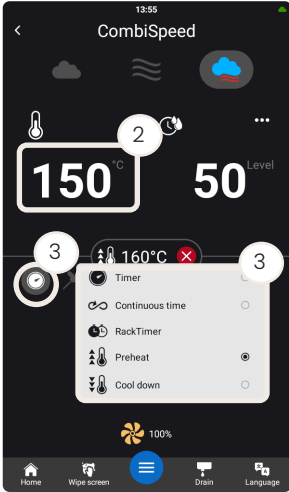 13:55
CombiSpeed
2
150 °C
50 Level
3
160°C
3
Timer
Continuous time
RackTimer
Preheat
Cool down
100%
Home
Wipe screen
Drain
Language